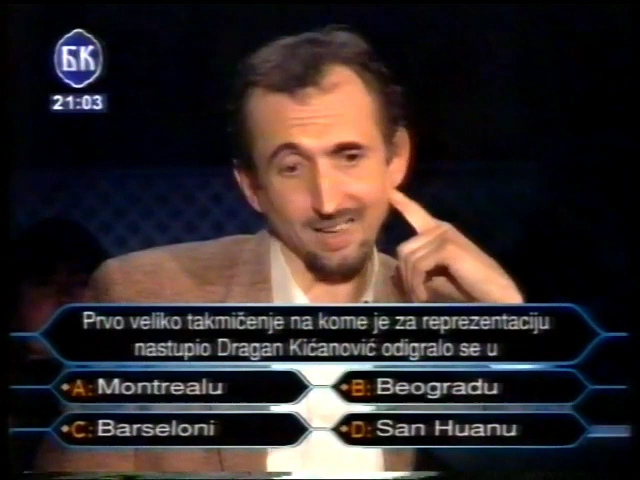 БК
21:03
Prvo veliko takmičenje na kome je za reprezentaciju
nastupio Dragan Kićanović odigralo se u
A: Montrealu
B: Beogradu
C: Barseloni
D: San Huanu